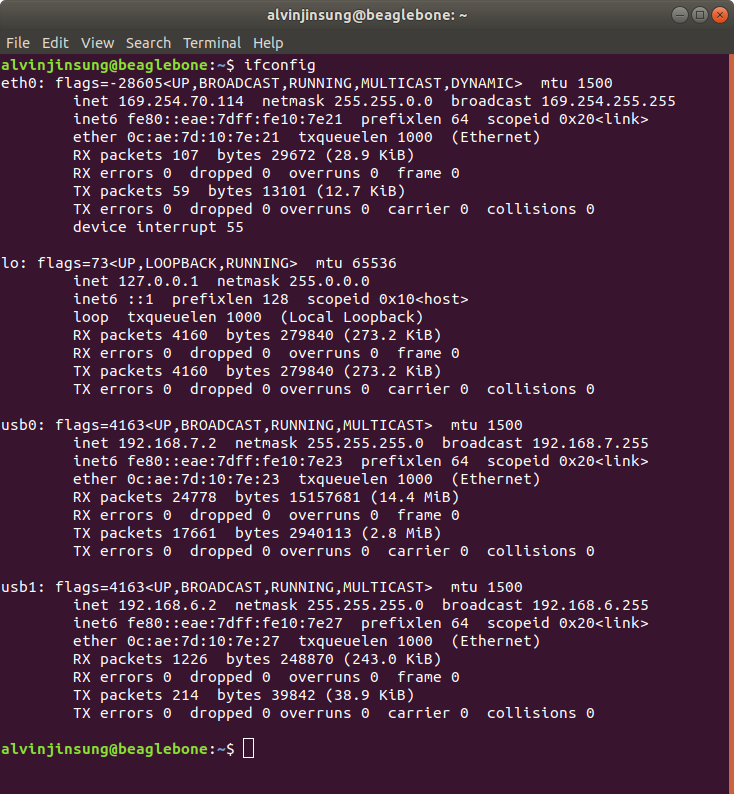 alvinjinsung@beaglebone: ~
File Edit View Search Terminal Help
alvinjinsung@beaglebone:~$ ifconfig
eth0: flags=-28605<UP,BROADCAST,RUNNING,MULTICAST,DYNAMIC>  mtu 1500
        inet 169.254.70.114  netmask 255.255.0.0  broadcast 169.254.255.255
        inet6 fe80::eae:7dff:fe10:7e21  prefixlen 64  scopeid 0x20<link>
        ether 0c:ae:7d:10:7e:21  txqueuelen 1000  (Ethernet)
        RX packets 107  bytes 29672 (28.9 KiB)
        RX errors 0  dropped 0  overruns 0  frame 0
        TX packets 59  bytes 13101 (12.7 KiB)
        TX errors 0  dropped 0 overruns 0  carrier 0  collisions 0
        device interrupt 55

lo: flags=73<UP,LOOPBACK,RUNNING>  mtu 65536
        inet 127.0.0.1  netmask 255.0.0.0
        inet6 ::1  prefixlen 128  scopeid 0x10<host>
        loop  txqueuelen 1000  (Local Loopback)
        RX packets 4160  bytes 279840 (273.2 KiB)
        RX errors 0  dropped 0  overruns 0  frame 0
        TX packets 4160  bytes 279840 (273.2 KiB)
        TX errors 0  dropped 0 overruns 0  carrier 0  collisions 0

usb0: flags=4163<UP,BROADCAST,RUNNING,MULTICAST>  mtu 1500
        inet 192.168.7.2  netmask 255.255.255.0  broadcast 192.168.7.255
        inet6 fe80::eae:7dff:fe10:7e23  prefixlen 64  scopeid 0x20<link>
        ether 0c:ae:7d:10:7e:23  txqueuelen 1000  (Ethernet)
        RX packets 24778  bytes 15157681 (14.4 MiB)
        RX errors 0  dropped 0  overruns 0  frame 0
        TX packets 17661  bytes 2940113 (2.8 MiB)
        TX errors 0  dropped 0 overruns 0  carrier 0  collisions 0

usb1: flags=4163<UP,BROADCAST,RUNNING,MULTICAST>  mtu 1500
        inet 192.168.6.2  netmask 255.255.255.0  broadcast 192.168.6.255
        inet6 fe80::eae:7dff:fe10:7e27  prefixlen 64  scopeid 0x20<link>
        ether 0c:ae:7d:10:7e:27  txqueuelen 1000  (Ethernet)
        RX packets 1226  bytes 248870 (243.0 KiB)
        RX errors 0  dropped 0  overruns 0  frame 0
        TX packets 214  bytes 39842 (38.9 KiB)
        TX errors 0  dropped 0 overruns 0  carrier 0  collisions 0

alvinjinsung@beaglebone:~$